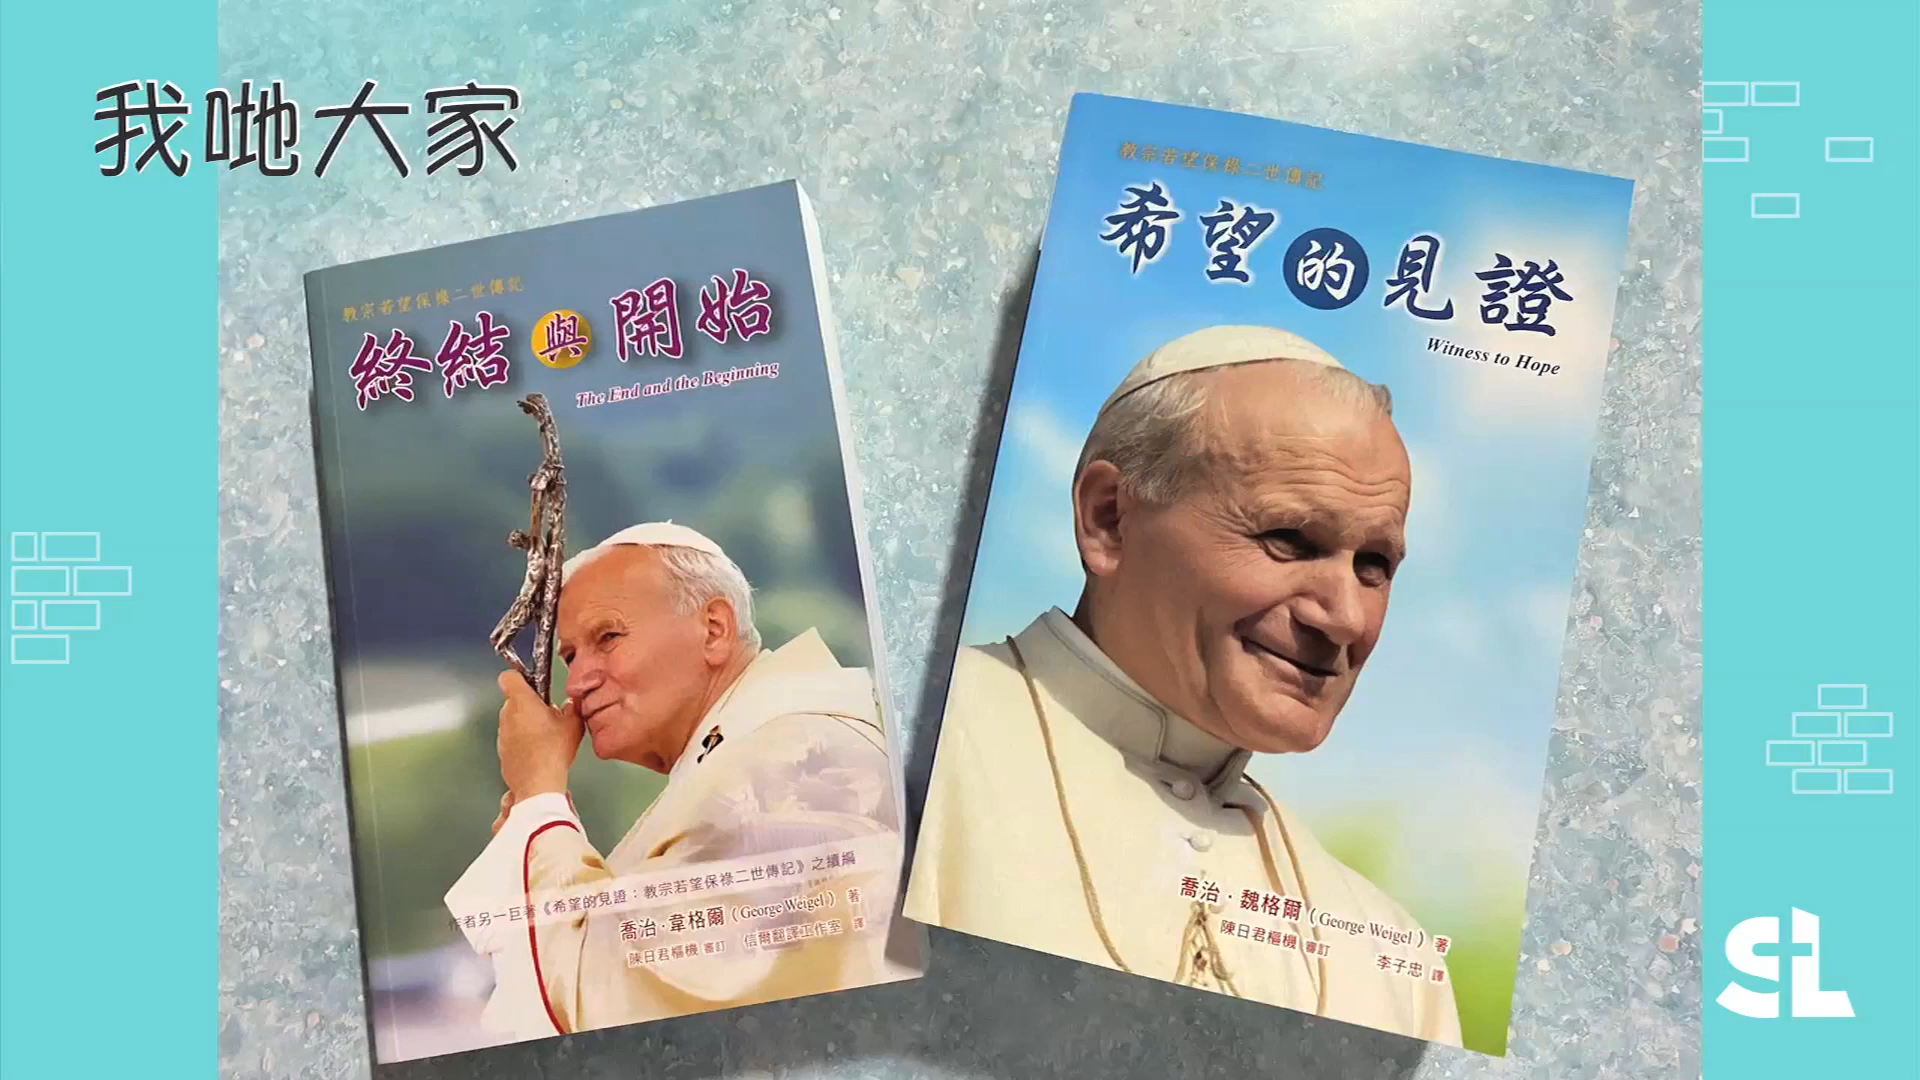 我哋大家
教宗若望保祿二世傳記
終結與開始
The End and the Beginning
作者另一巨著《希望的見證：教宗若望保祿二世傳記》之續編
喬治·韋格爾（George Weigel）著
陳日君樞機 審訂 信爾翻譯工作室 譯
教宗若望保祿二世傳記
希望的見證
Witness to Hope
喬治·魏格爾（George Weigel）著
陳日君樞機 審訂 李子忠 譯
SL